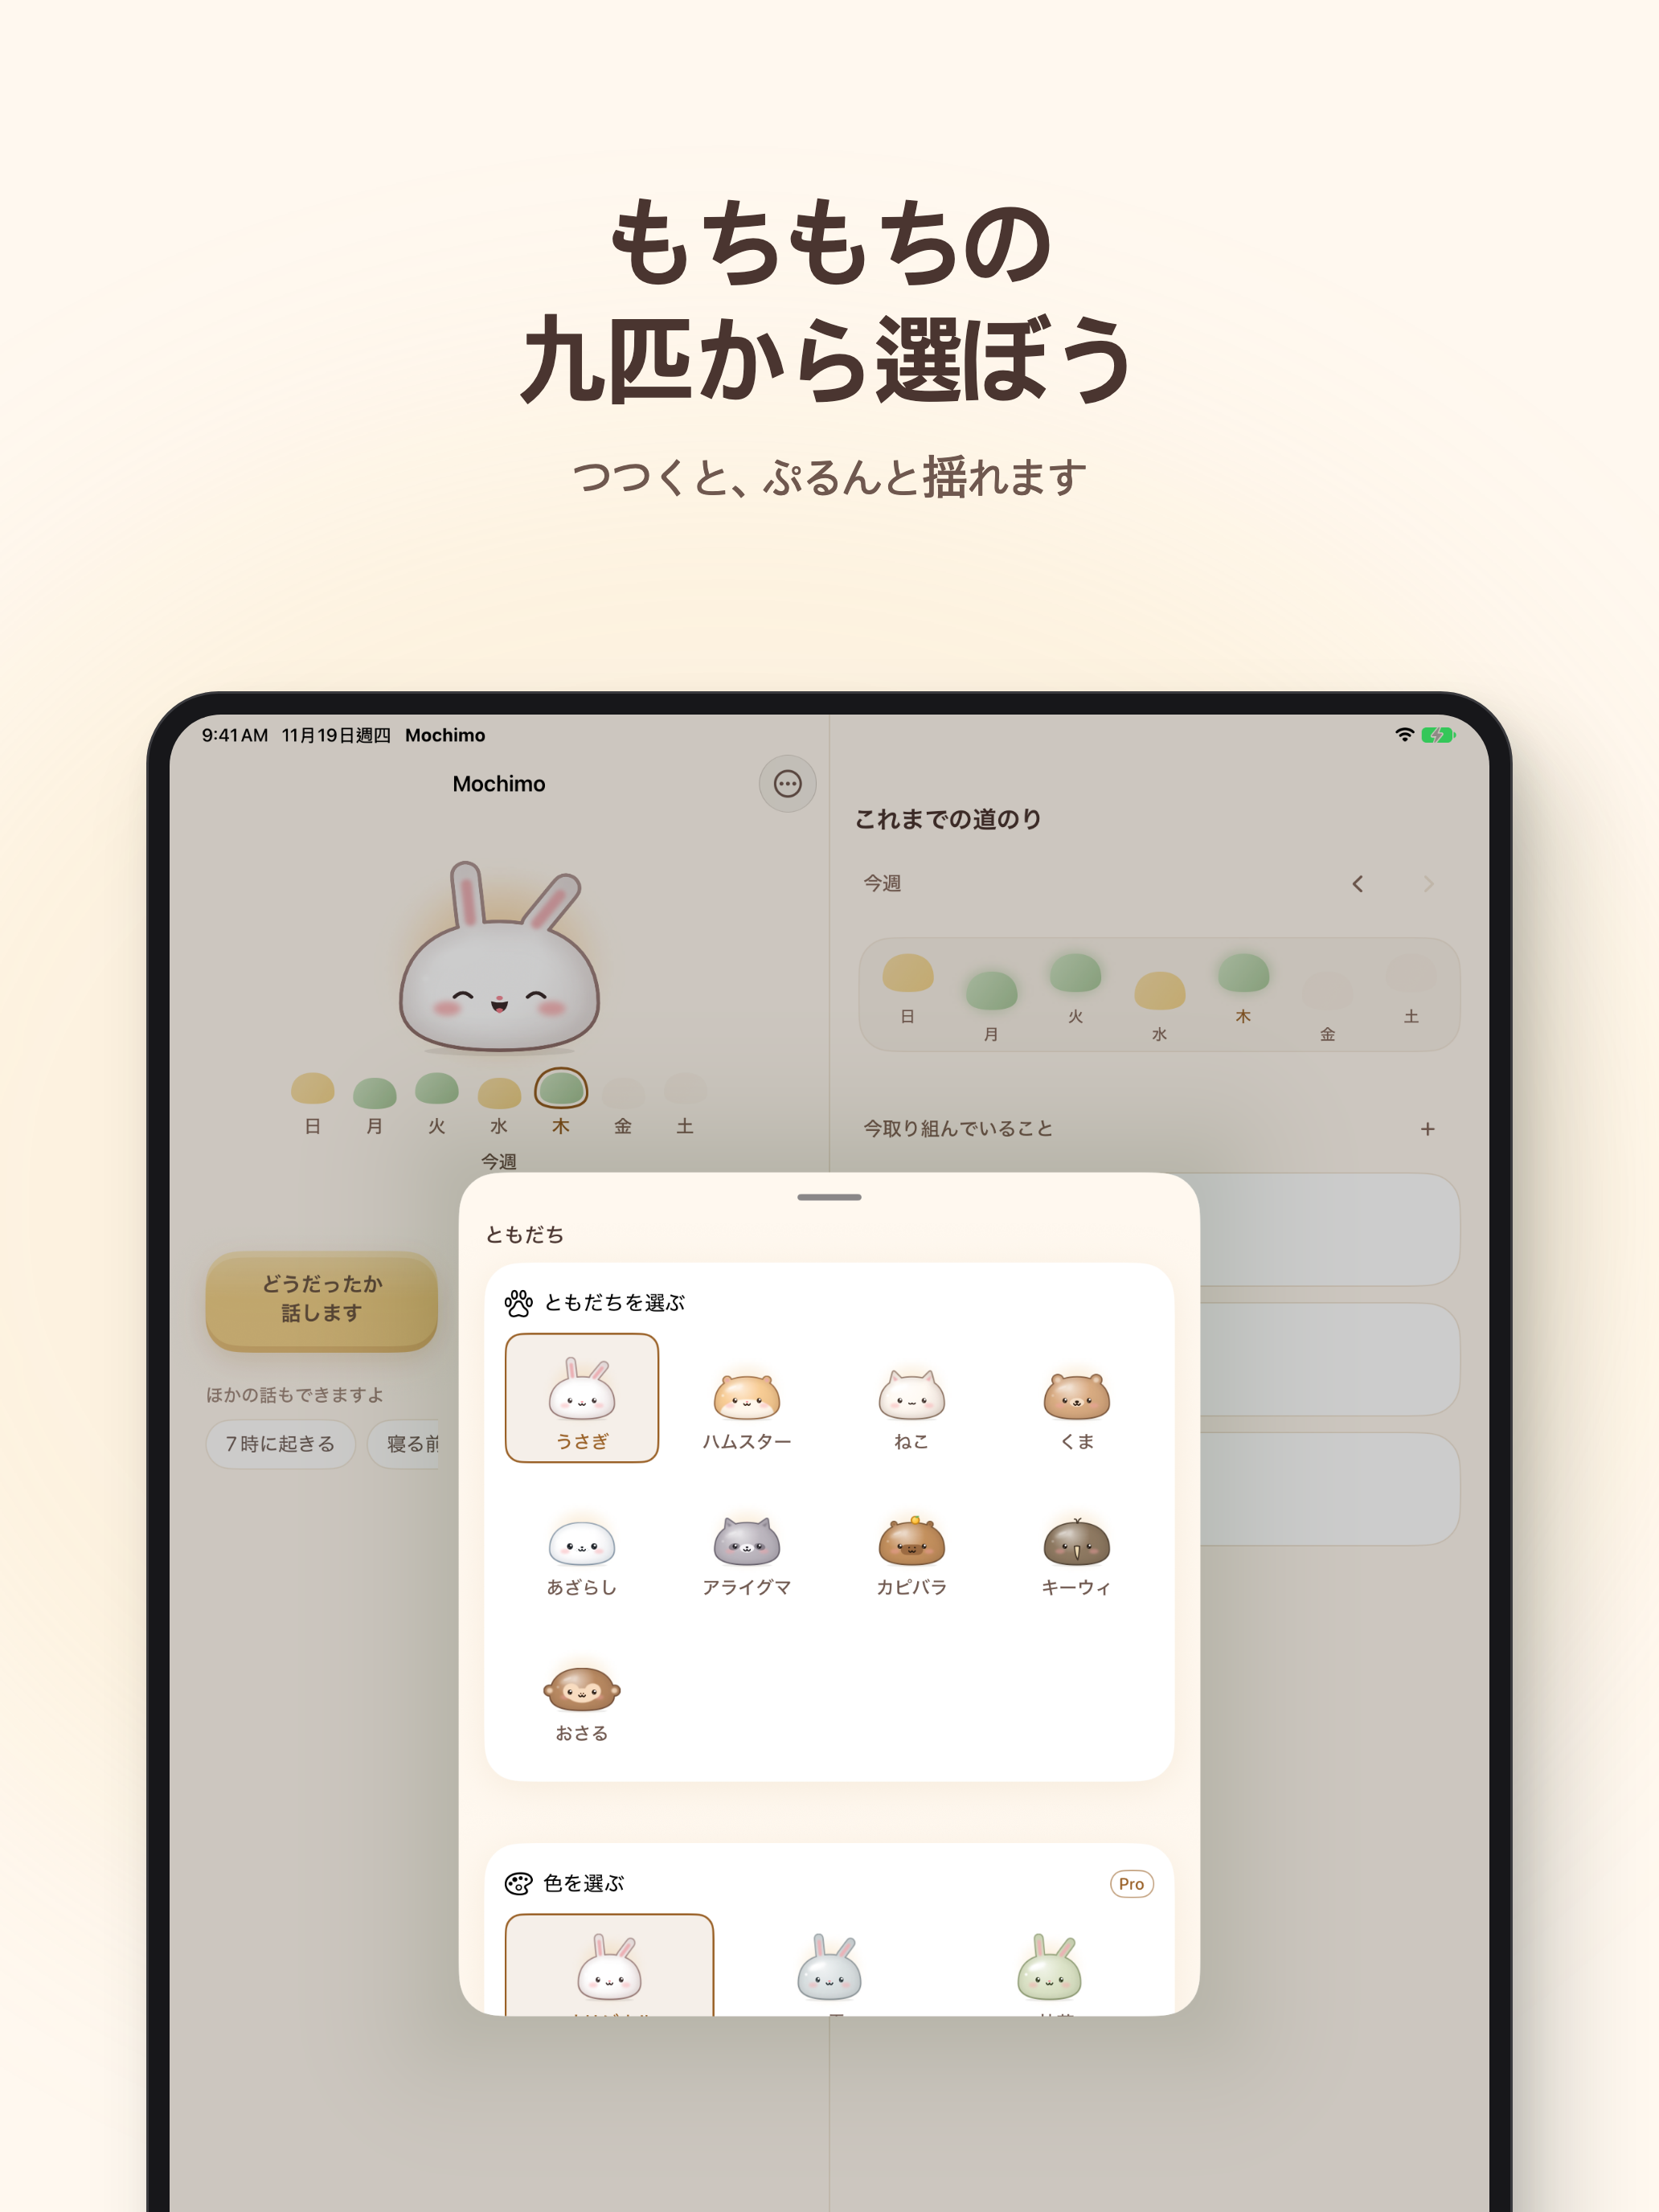 もちもちの
九匹から選ぼう
つつくと、ぷるんと揺れます
9:41 AM 11月19日週四 Mochimo
Mochimo
日
月
火
水
木
金
土
今週
どうだったか
話します
ほかの話もできますよ
7時に起きる
寝る前
これまでの道のり
今週
日
月
火
水
木
金
土
今取り組んでいること
ともだち
ともだちを選ぶ
うさぎ
ハムスター
ねこ
くま
あざらし
アライグマ
カピバラ
キーウィ
おさる
色を選ぶ
Pro